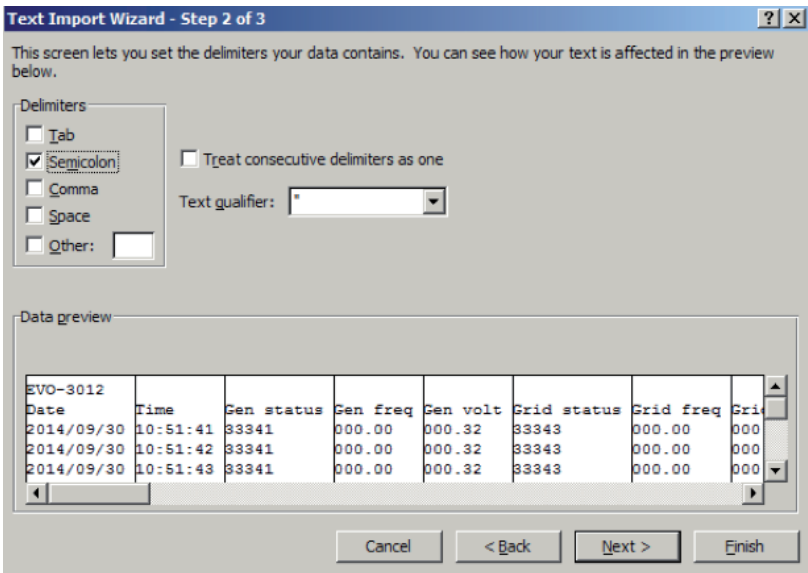 Text Import Wizard - Step 2 of 3
This screen lets you set the delimiters your data contains. You can see how your text is affected in the preview
below.
Delimiters
Tab
Semicolon
Comma
Space
Other:
Treat consecutive delimiters as one
Text qualifier: "
Data preview
EVO-3012
Date Time Gen status Gen freq Gen volt Grid status Grid freq Gri
2014/09/30 10:51:41 33341 000.00 000.32 33343 000.00 000
2014/09/30 10:51:42 33341 000.00 000.32 33343 000.00 000
2014/09/30 10:51:43 33341 000.00 000.32 33343 000.00 000
Cancel < Back Next > Finish